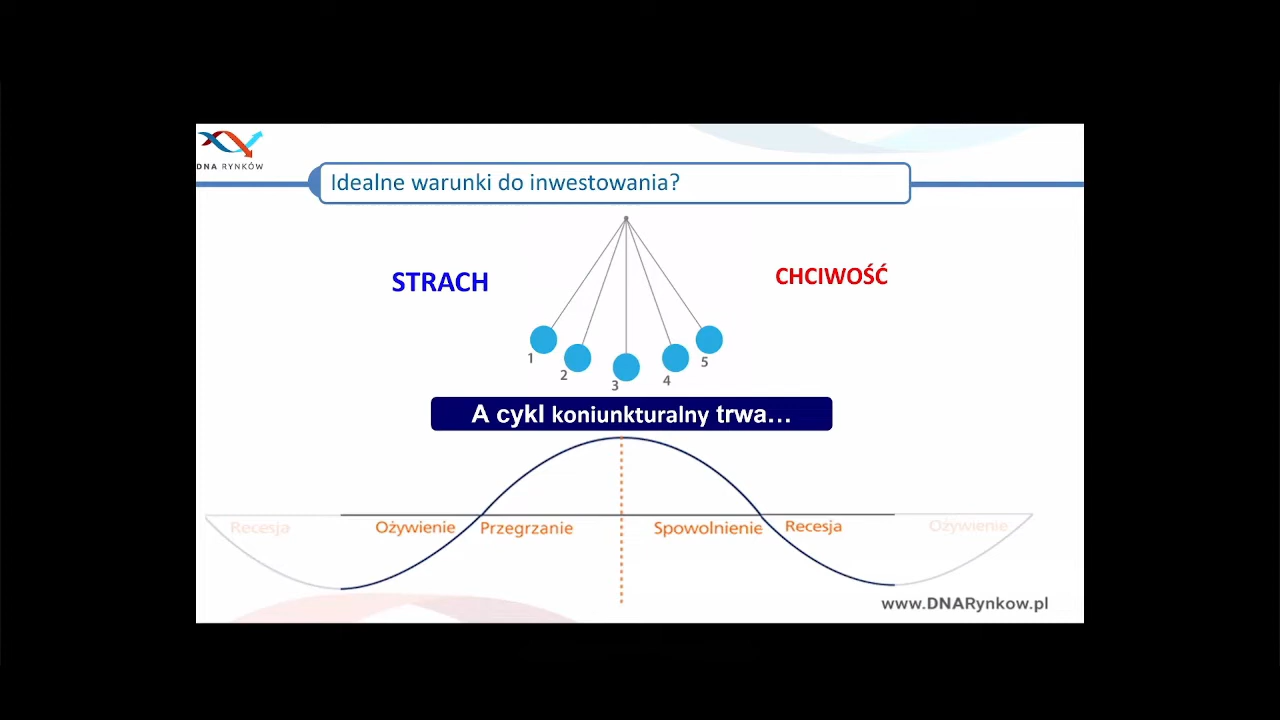 DNA RYNKÓW
Idealne warunki do inwestowania?
STRACH
CHCIWOŚĆ
1
2
3
4
5
A cykl koniunkturalny trwa...
Recesja
Ożywienie
Przegrzanie
Spowolnienie
Recesja
Ożywienie
www.DNARynkow.pl